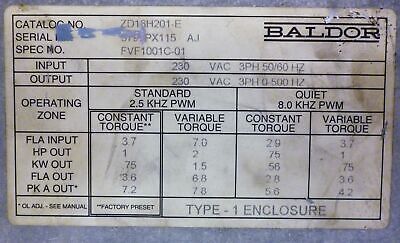 CATALOG NO. ZD18H201-E
BALDOR
SERIAL PX115 AJ
SPEC NO. FVF1001C-01
INPUT 230 VAC 3PH 50/60 HZ
OUTPUT 230 VAC 3PH 0-500 HZ
OPERATING ZONE
STANDARD 2.5 KHZ PWM
QUIET 8.0 KHZ PWM
CONSTANT TORQUE** VARIABLE TORQUE CONSTANT TORQUE VARIABLE TORQUE
FLA INPUT 3.7 7.0 2.9 3.7
HP OUT 1 2 .75 1
KW OUT .75 1.5 .56 .75
FLA OUT 3.6 6.8 2.8 3.6
PK A OUT* 7.2 7.8 5.6 4.2
* OL ADJ. - SEE MANUAL
**FACTORY PRESET
TYPE - 1 ENCLOSURE